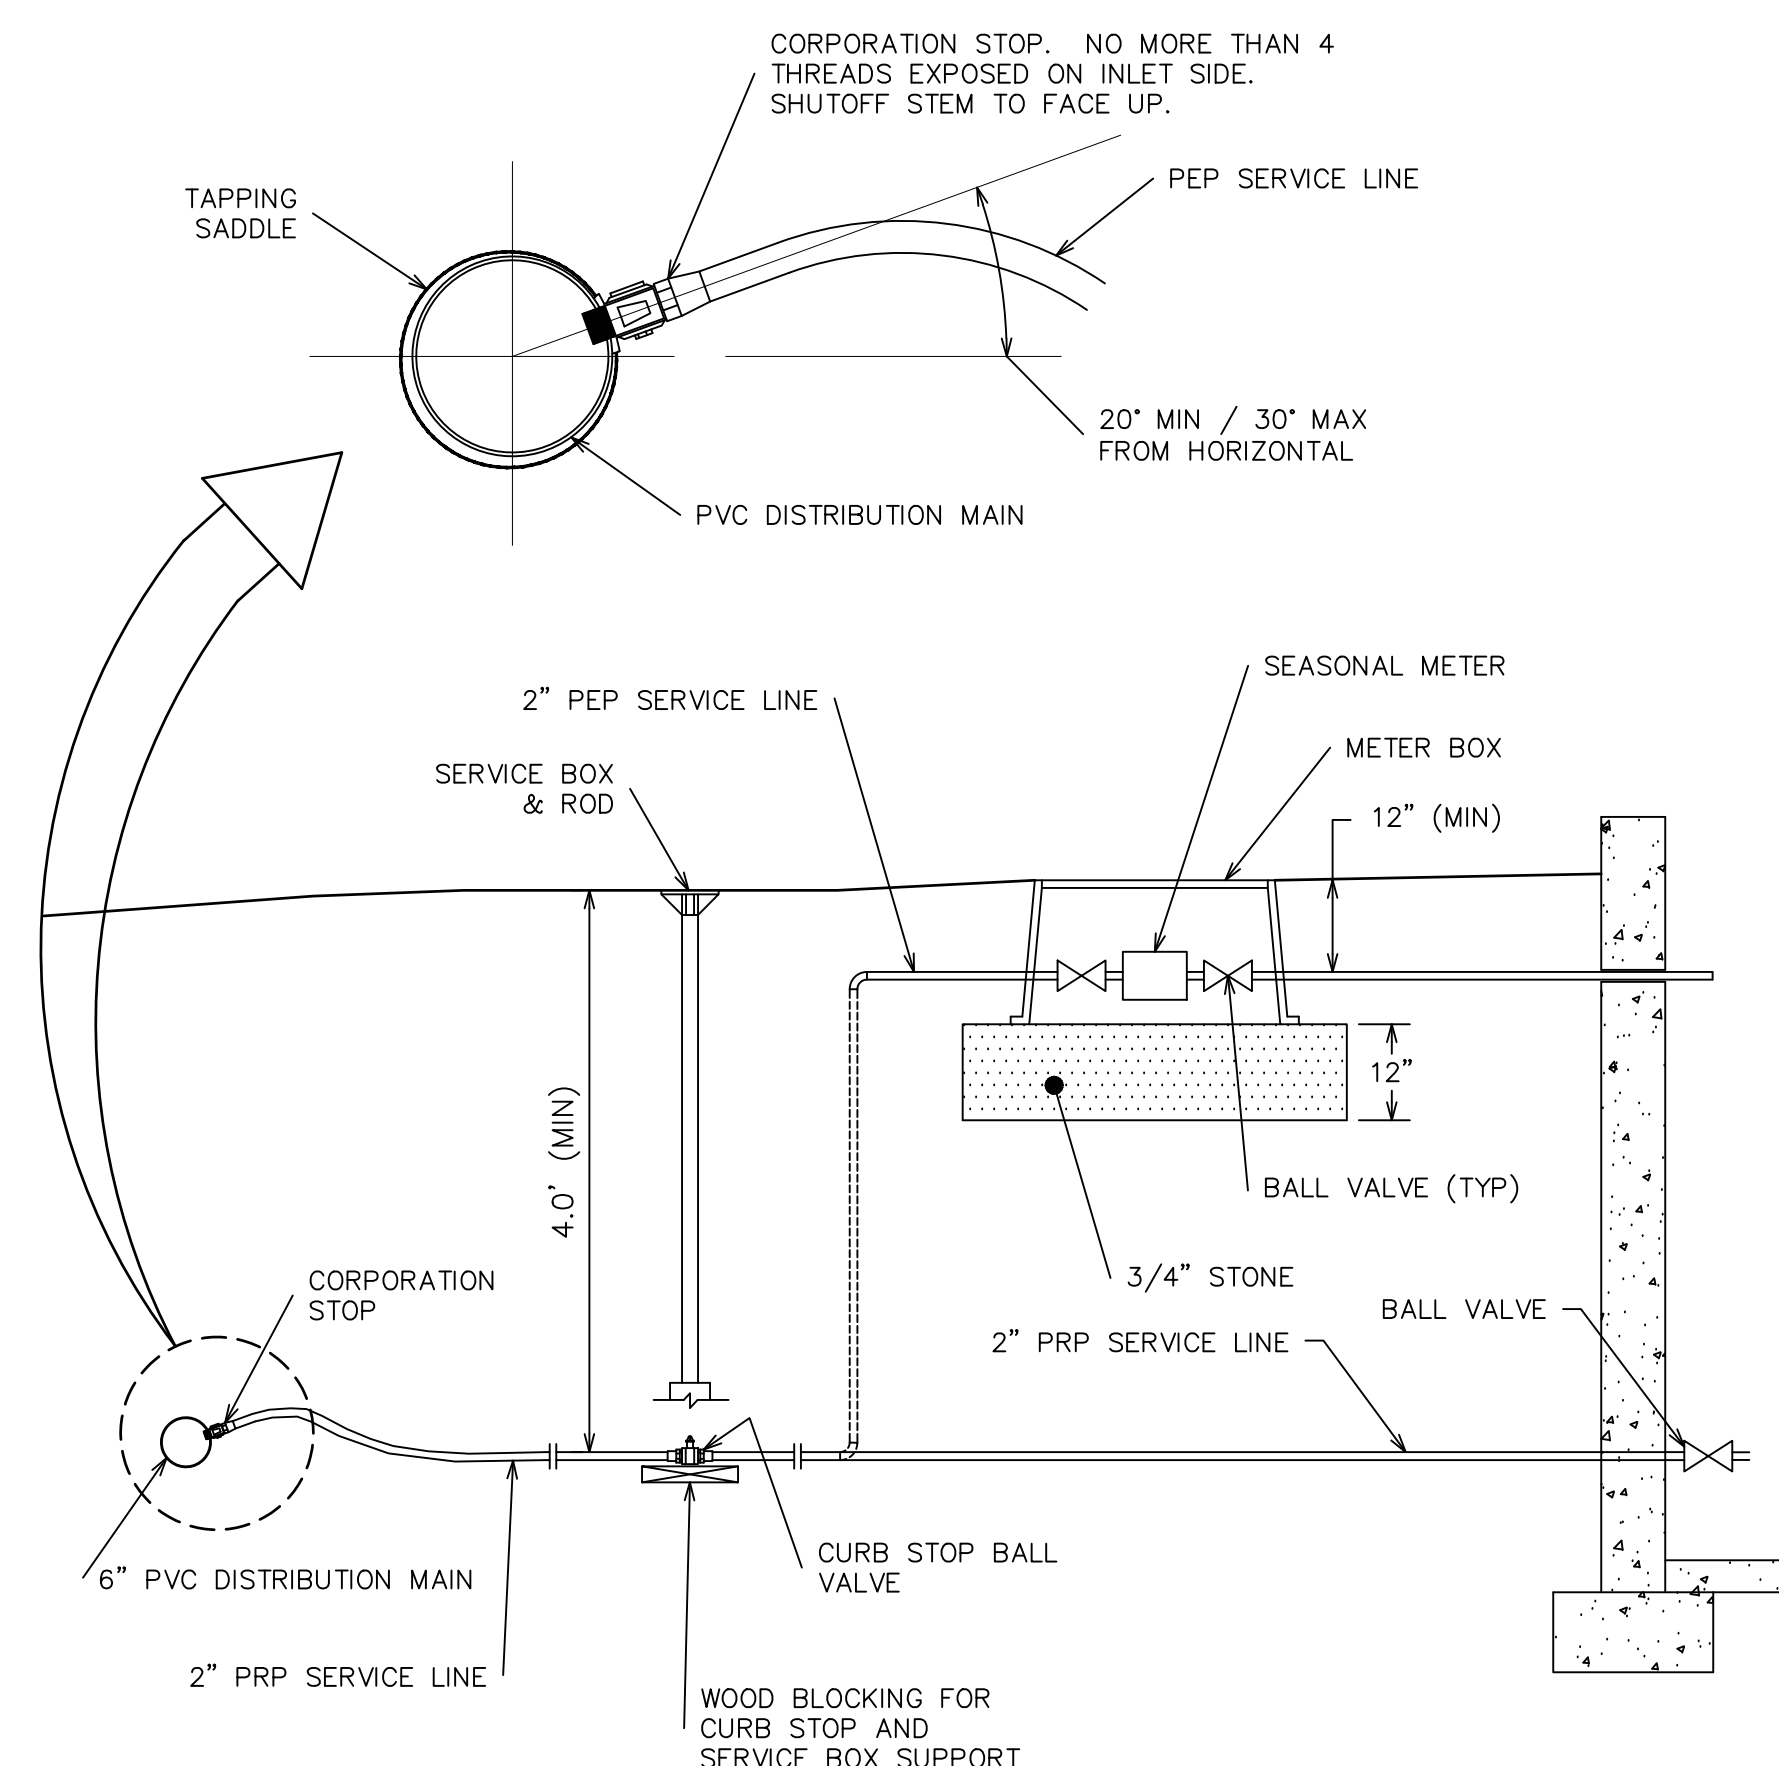 CORPORATION STOP. NO MORE THAN 4
THREADS EXPOSED ON INLET SIDE.
SHUTOFF STEM TO FACE UP.
PEP SERVICE LINE
TAPPING
SADDLE
20° MIN / 30° MAX
FROM HORIZONTAL
PVC DISTRIBUTION MAIN
SEASONAL METER
2" PEP SERVICE LINE
METER BOX
SERVICE BOX
& ROD
12" (MIN)
12"
4.0' (MIN)
BALL VALVE (TYP)
3/4" STONE
CORPORATION
STOP
BALL VALVE
2" PRP SERVICE LINE
CURB STOP BALL
VALVE
6" PVC DISTRIBUTION MAIN
2" PRP SERVICE LINE
WOOD BLOCKING FOR
CURB STOP AND
SERVICE BOX SUPPORT